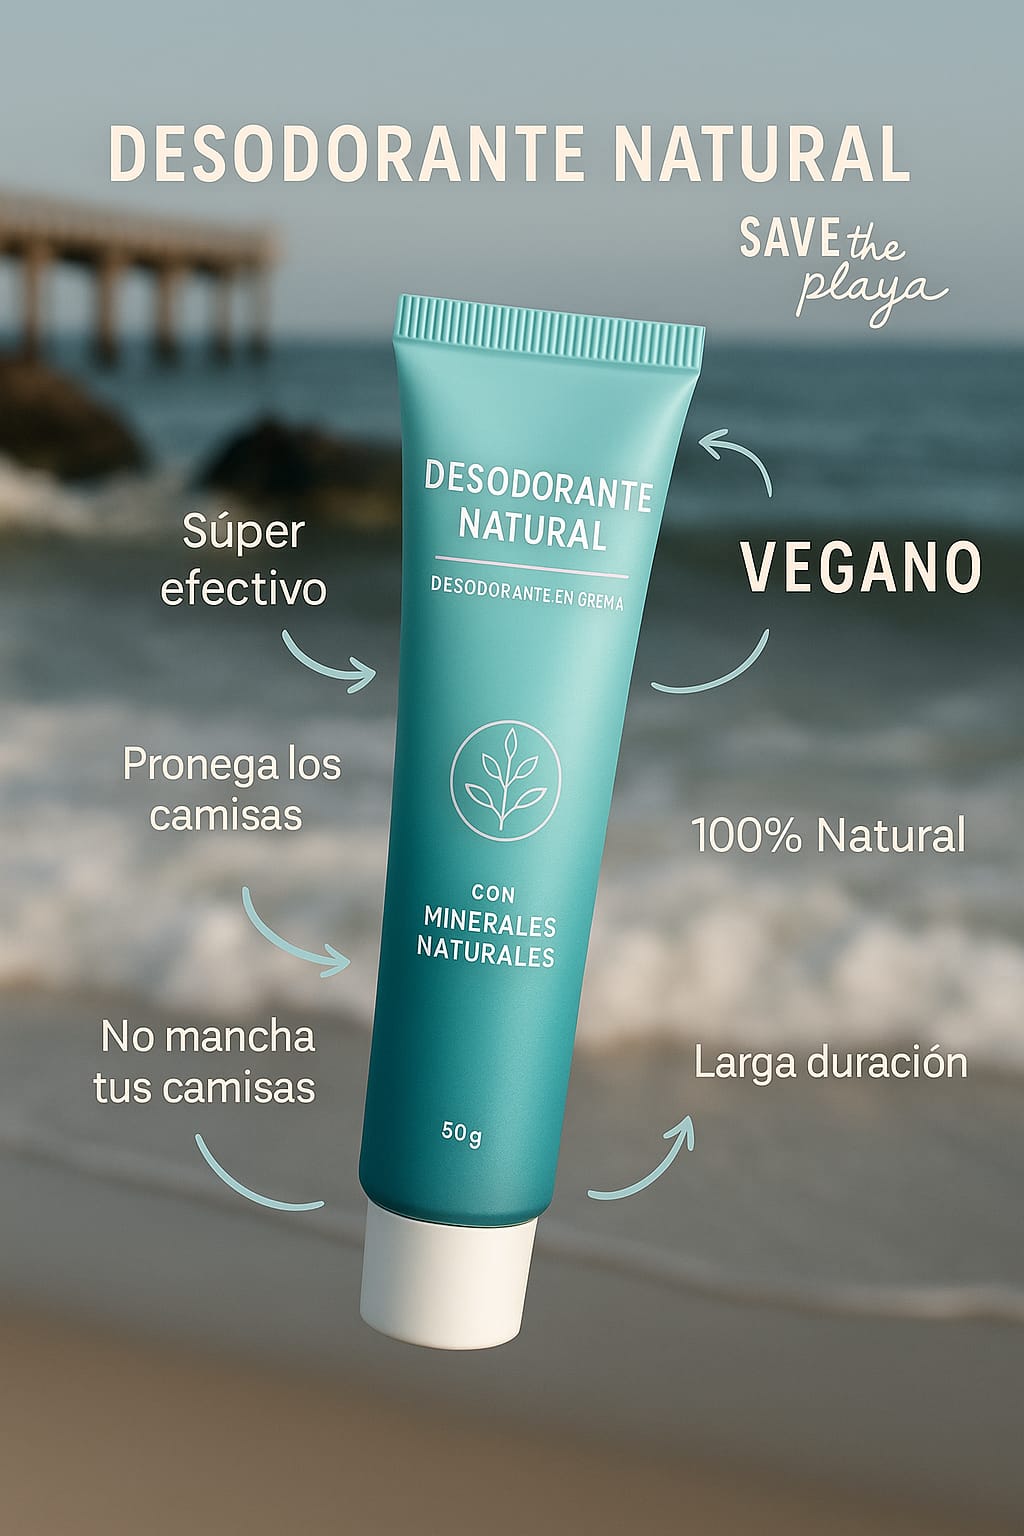 DESODORANTE NATURAL
SAVE the
playa
DESODORANTE
NATURAL
DESODORANTE.EN GREMA
Súper
efectivo
VEGANO
Pronega los
camisas
100% Natural
CON
MINERALES
NATURALES
No mancha
tus camisas
Larga duración
50g